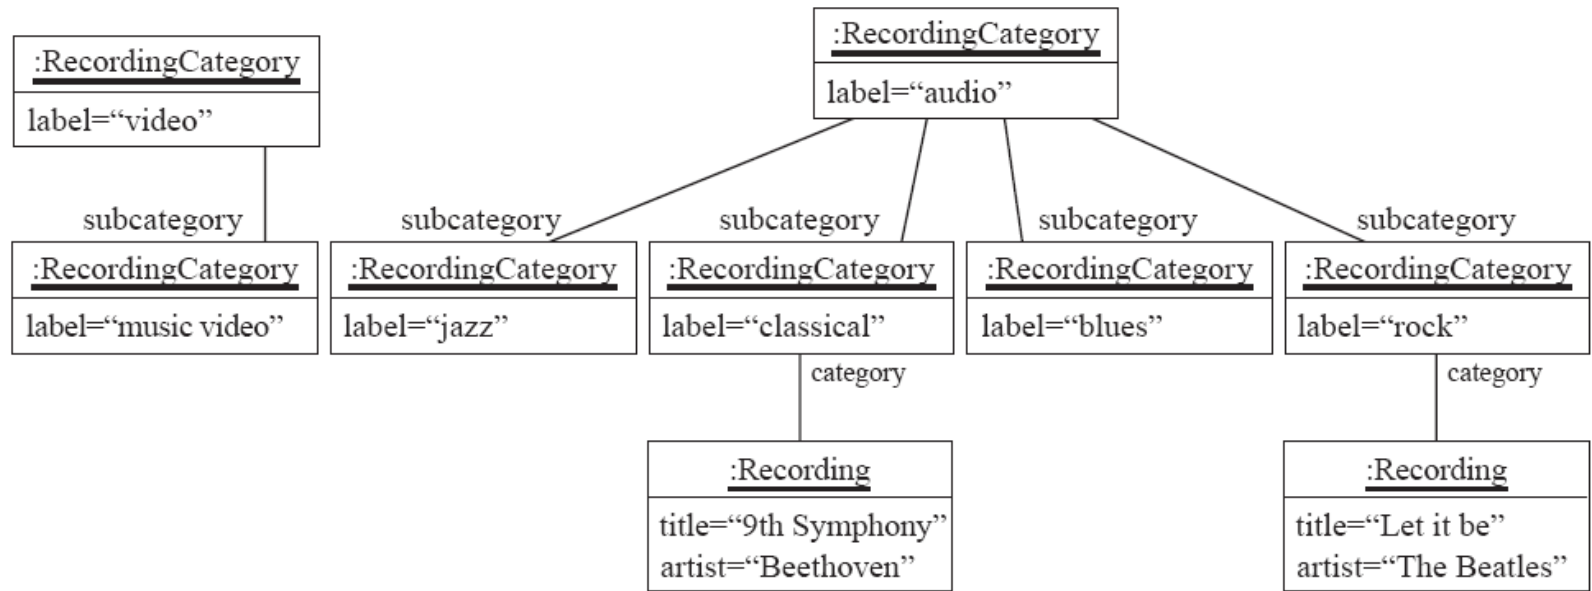 :RecordingCategory
label=“video”
:RecordingCategory
label=“audio”
subcategory
subcategory
subcategory
subcategory
subcategory
:RecordingCategory
label=“music video”
:RecordingCategory
label=“jazz”
:RecordingCategory
label=“classical”
:RecordingCategory
label=“blues”
:RecordingCategory
label=“rock”
category
category
:Recording
title=“9th Symphony”
artist=“Beethoven”
:Recording
title=“Let it be”
artist=“The Beatles”